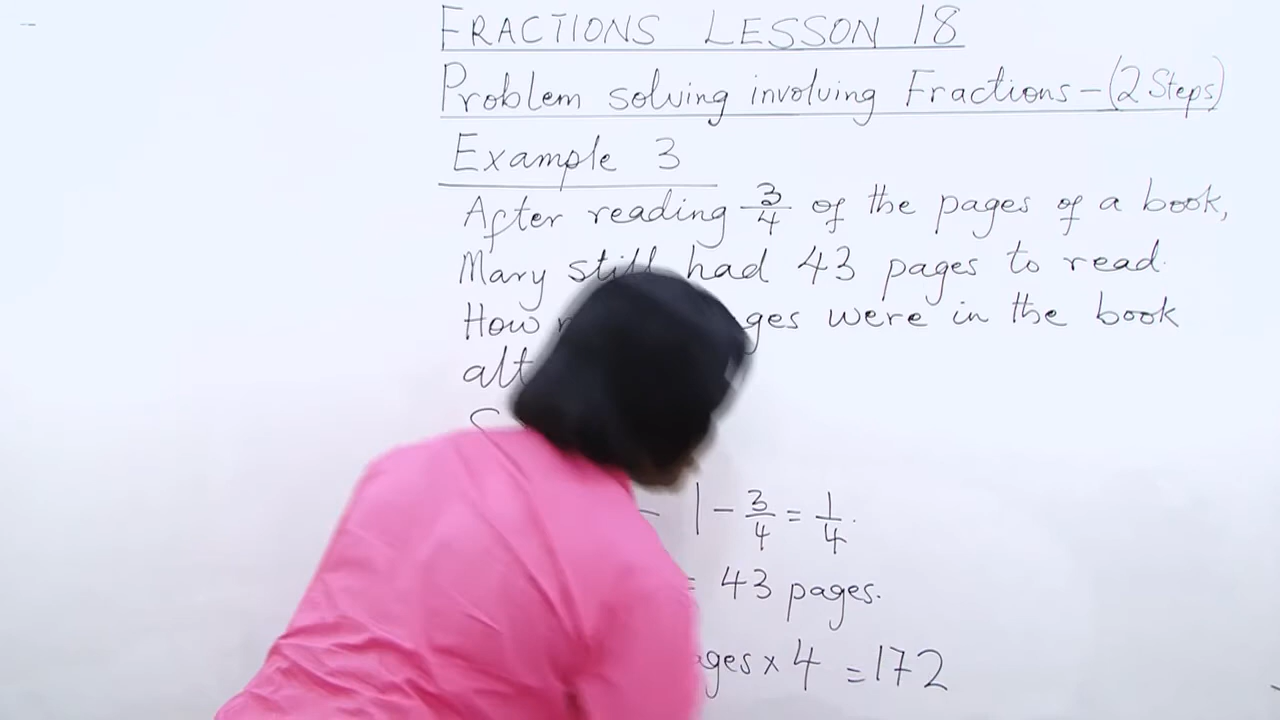 FRACTIONS LESSON 18
Problem solving involving Fractions - (2 Steps)
Example 3
After reading 3/4 of the pages of a book,
Mary still had 43 pages to read.
How ges were in the book
alt
S
- 1 - 3/4 = 1/4.
= 43 pages.
ages x 4 = 172